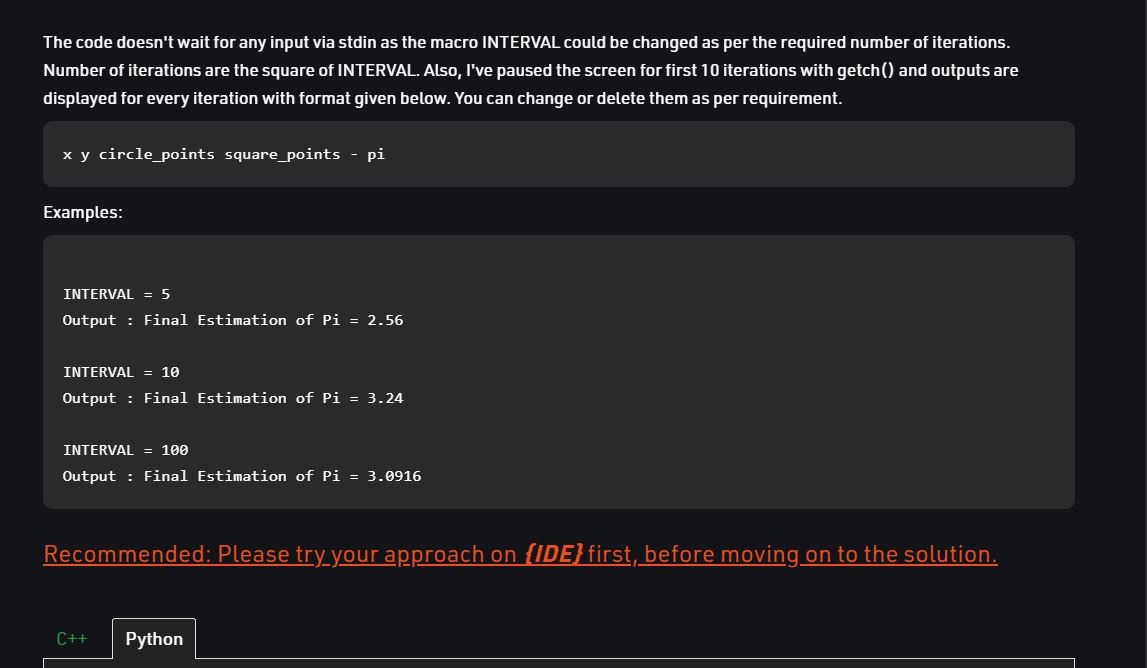 The code doesn't wait for any input via stdin as the macro INTERVAL could be changed as per the required number of iterations.
Number of iterations are the square of INTERVAL. Also, I've paused the screen for first 10 iterations with getch() and outputs are
displayed for every iteration with format given below. You can change or delete them as per requirement.
x y circle_points square_points - pi
Examples:
INTERVAL = 5
Output : Final Estimation of Pi = 2.56
INTERVAL = 10
Output : Final Estimation of Pi = 3.24
INTERVAL = 100
Output : Final Estimation of Pi = 3.0916
Recommended: Please try your approach on {IDE} first, before moving on to the solution.
C++ Python